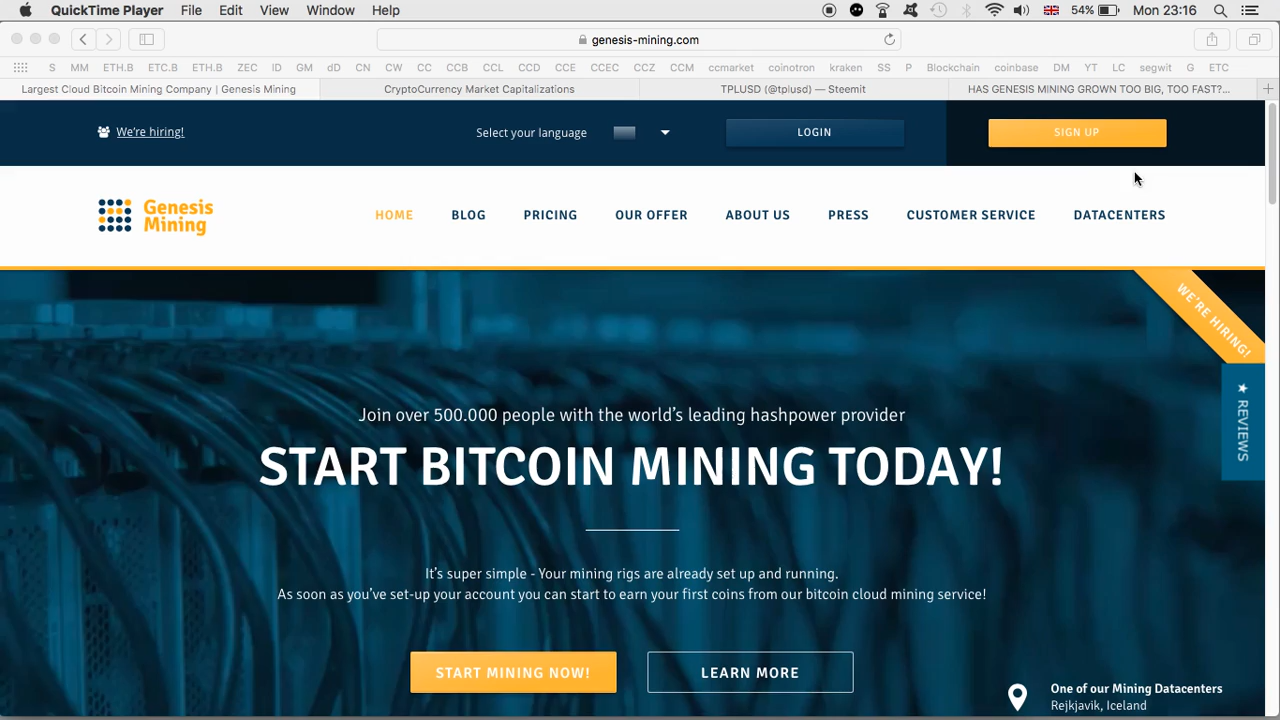 QuickTime Player File Edit View Window Help 54% Mon 23:16
genesis-mining.com
S MM ETH.B ETC.B ETH.B ZEC ID GM dD CN CW CC CCB CCL CCD CCE CCEC CCZ CCM ccmarket coinotron kraken SS P Blockchain coinbase DM YT LC segwit G ETC
Largest Cloud Bitcoin Mining Company | Genesis Mining CryptoCurrency Market Capitalizations TPLUSD (@tplusd) — Steemit HAS GENESIS MINING GROWN TOO BIG, TOO FAST?...
We're hiring! Select your language LOGIN SIGN UP
Genesis
Mining
HOME BLOG PRICING OUR OFFER ABOUT US PRESS CUSTOMER SERVICE DATACENTERS
WE'RE HIRING!
★ REVIEWS
Join over 500.000 people with the world's leading hashpower provider
START BITCOIN MINING TODAY!
It's super simple - Your mining rigs are already set up and running.
As soon as you've set-up your account you can start to earn your first coins from our bitcoin cloud mining service!
START MINING NOW! LEARN MORE
One of our Mining Datacenters
Rejkjavik, Iceland